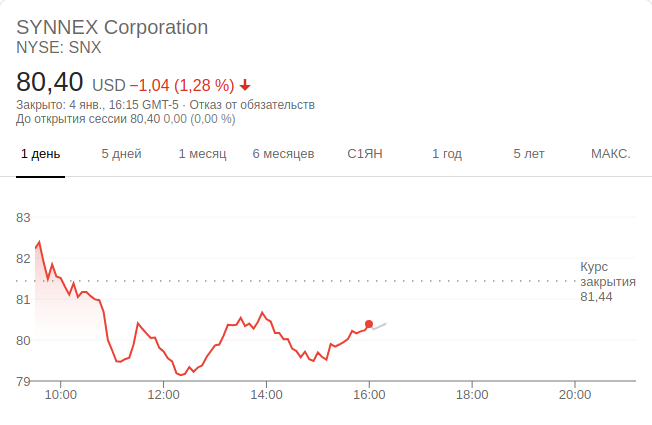 SYNNEX Corporation
NYSE: SNX
80,40 USD −1,04 (1,28 %)
Закрыто: 4 янв., 16:15 GMT-5 · Отказ от обязательств
До открытия сессии 80,40 0,00 (0,00 %)
1 день 5 дней 1 месяц 6 месяцев С1ЯН 1 год 5 лет МАКС.
83
82
Курс
закрытия
81,44
81
80
79
10:00 12:00 14:00 16:00 18:00 20:00